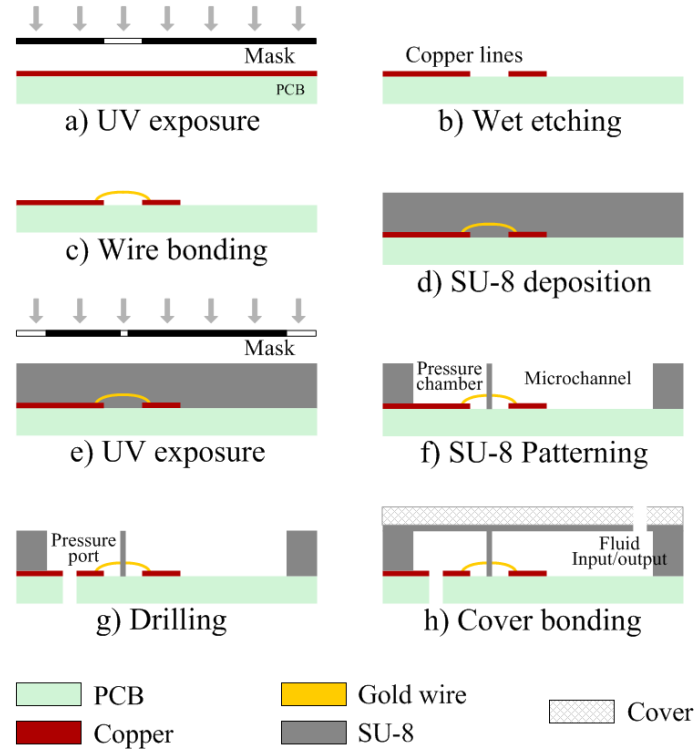 Mask
PCB
a) UV exposure
Copper lines
b) Wet etching
c) Wire bonding
d) SU-8 deposition
Mask
e) UV exposure
Pressure
chamber
Microchannel
f) SU-8 Patterning
Pressure
port
g) Drilling
Fluid
Input/output
h) Cover bonding
PCB
Gold wire
Cover
Copper
SU-8